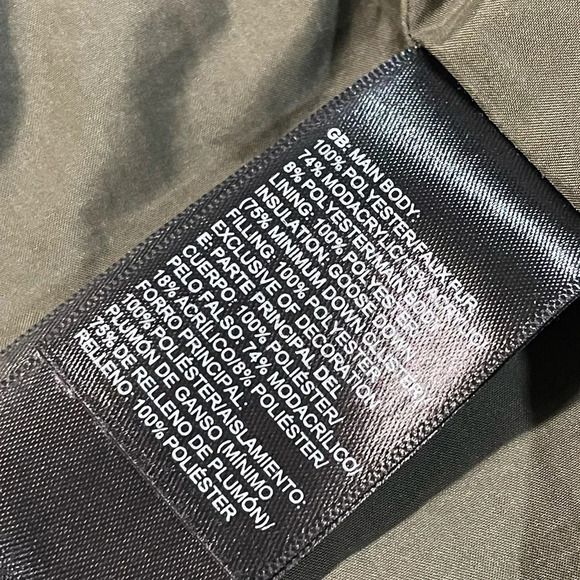 GB: MAIN BODY
100% POLYESTER/FAUX FUR
74% MODACRYLIC/18% ACRYLIC/
8% POLYESTER/MAIN BODY
LINING: 100% POLYESTER/
INSULATION: GOOSE DOWN
(75% MINIMUM DOWN CLUSTER)/
FILLING: 100% POLYESTER
EXCLUSIVE OF DECORATION
E: PARTE PRINCIPAL DEL
CUERPO: 100% POLIÉSTER/
PELO FALSO: 74% MODACRÍLICO/
18% ACRÍLICO/8% POLIÉSTER/
FORRO PRINCIPAL:
100% POLIÉSTER/AISLAMIENTO:
PLUMÓN DE GANSO (MÍNIMO
75% DE RELLENO DE PLUMÓN)/
RELLENO 100% POLIÉSTER